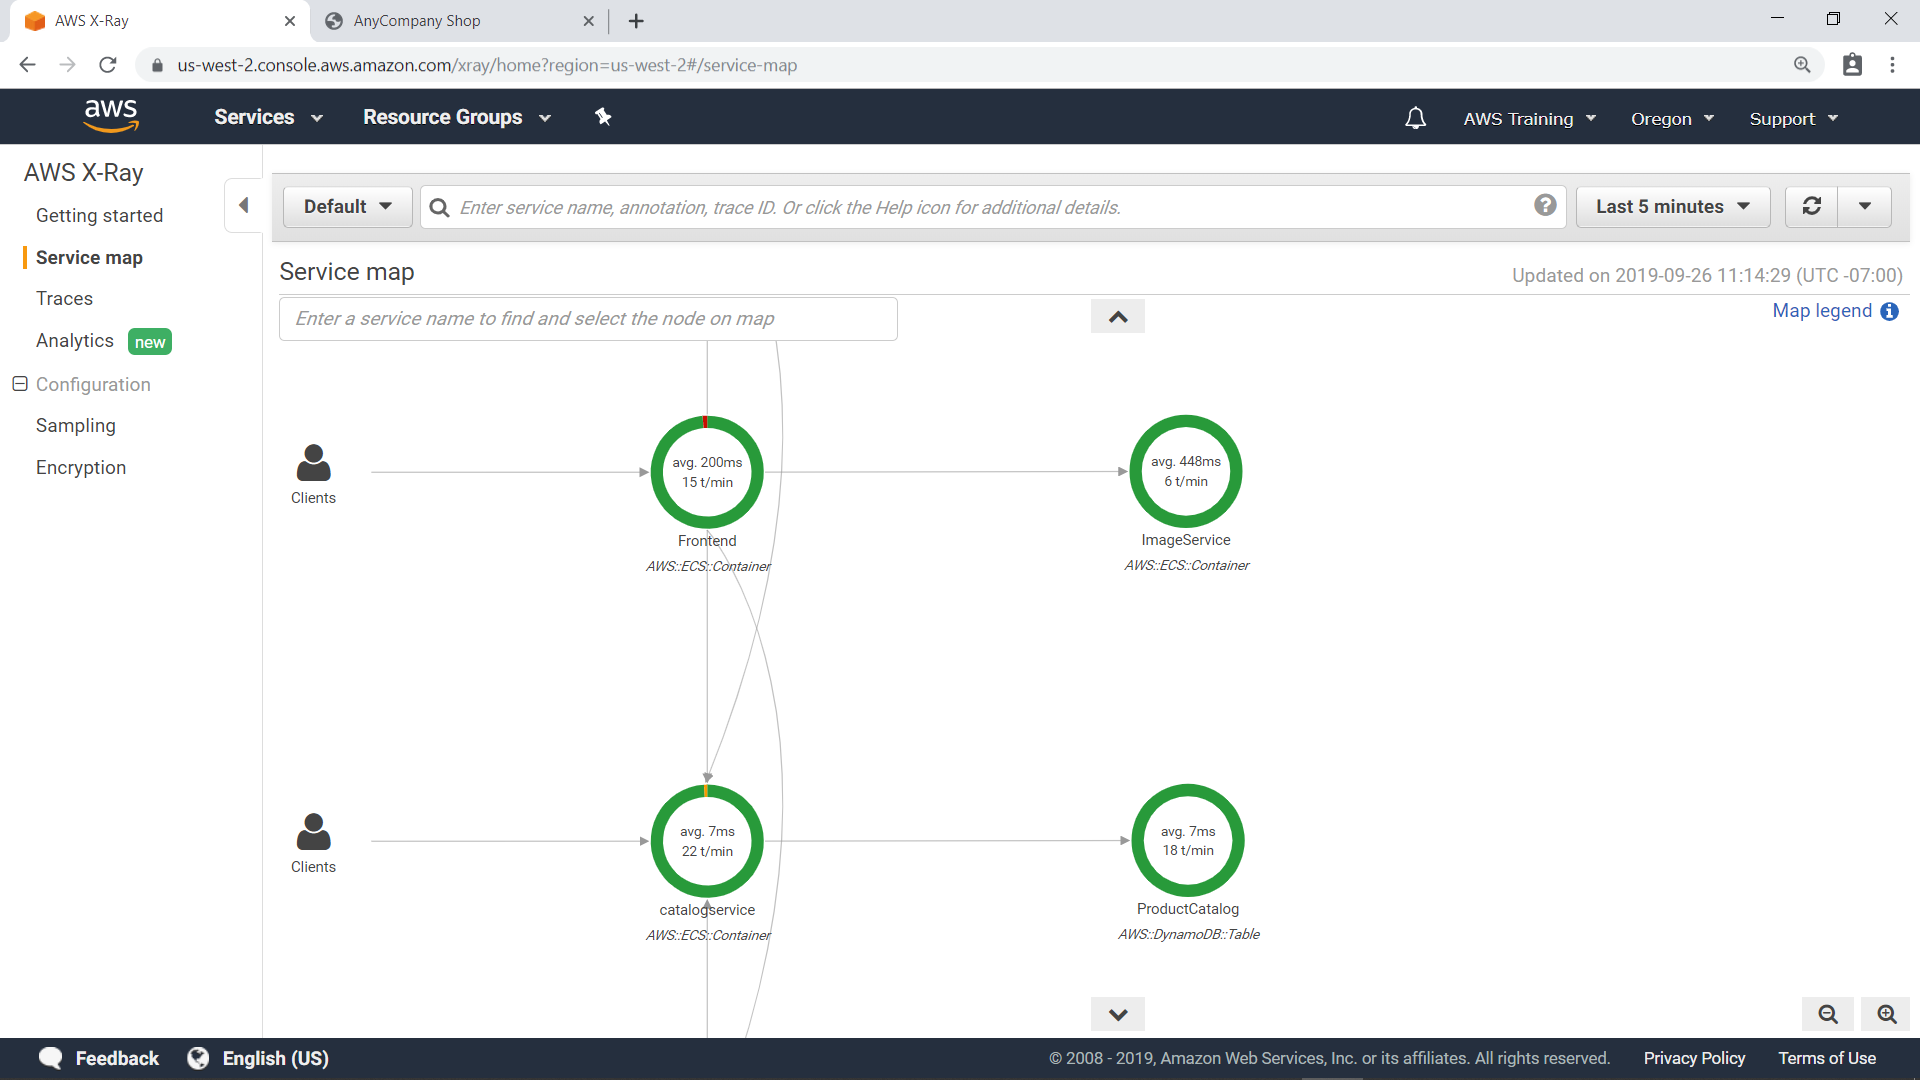 AWS X-Ray
AnyCompany Shop
us-west-2.console.aws.amazon.com/xray/home?region=us-west-2#/service-map
aws
Services
Resource Groups
AWS Training
Oregon
Support
AWS X-Ray
Getting started
Service map
Traces
Analytics new
Configuration
Sampling
Encryption
Default
Enter service name, annotation, trace ID. Or click the Help icon for additional details.
?
Last 5 minutes
Service map
Updated on 2019-09-26 11:14:29 (UTC -07:00)
Enter a service name to find and select the node on map
Map legend i
Clients
avg. 200ms
15 t/min
Frontend
AWS::ECS::Container
avg. 448ms
6 t/min
ImageService
AWS::ECS::Container
Clients
avg. 7ms
22 t/min
catalogservice
AWS::ECS::Container
avg. 7ms
18 t/min
ProductCatalog
AWS::DynamoDB::Table
Feedback
English (US)
© 2008 - 2019, Amazon Web Services, Inc. or its affiliates. All rights reserved.
Privacy Policy
Terms of Use